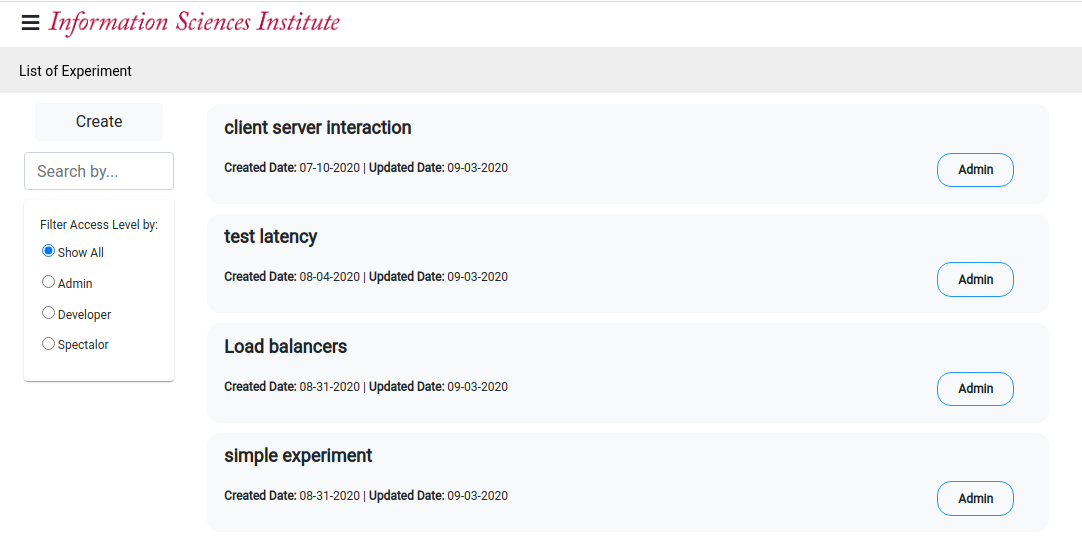 Information Sciences Institute
List of Experiment
Create
Search by...
Filter Access Level by:
Show All
Admin
Developer
Spectalor
client server interaction
Created Date: 07-10-2020 | Updated Date: 09-03-2020
Admin
test latency
Created Date: 08-04-2020 | Updated Date: 09-03-2020
Admin
Load balancers
Created Date: 08-31-2020 | Updated Date: 09-03-2020
Admin
simple experiment
Created Date: 08-31-2020 | Updated Date: 09-03-2020
Admin